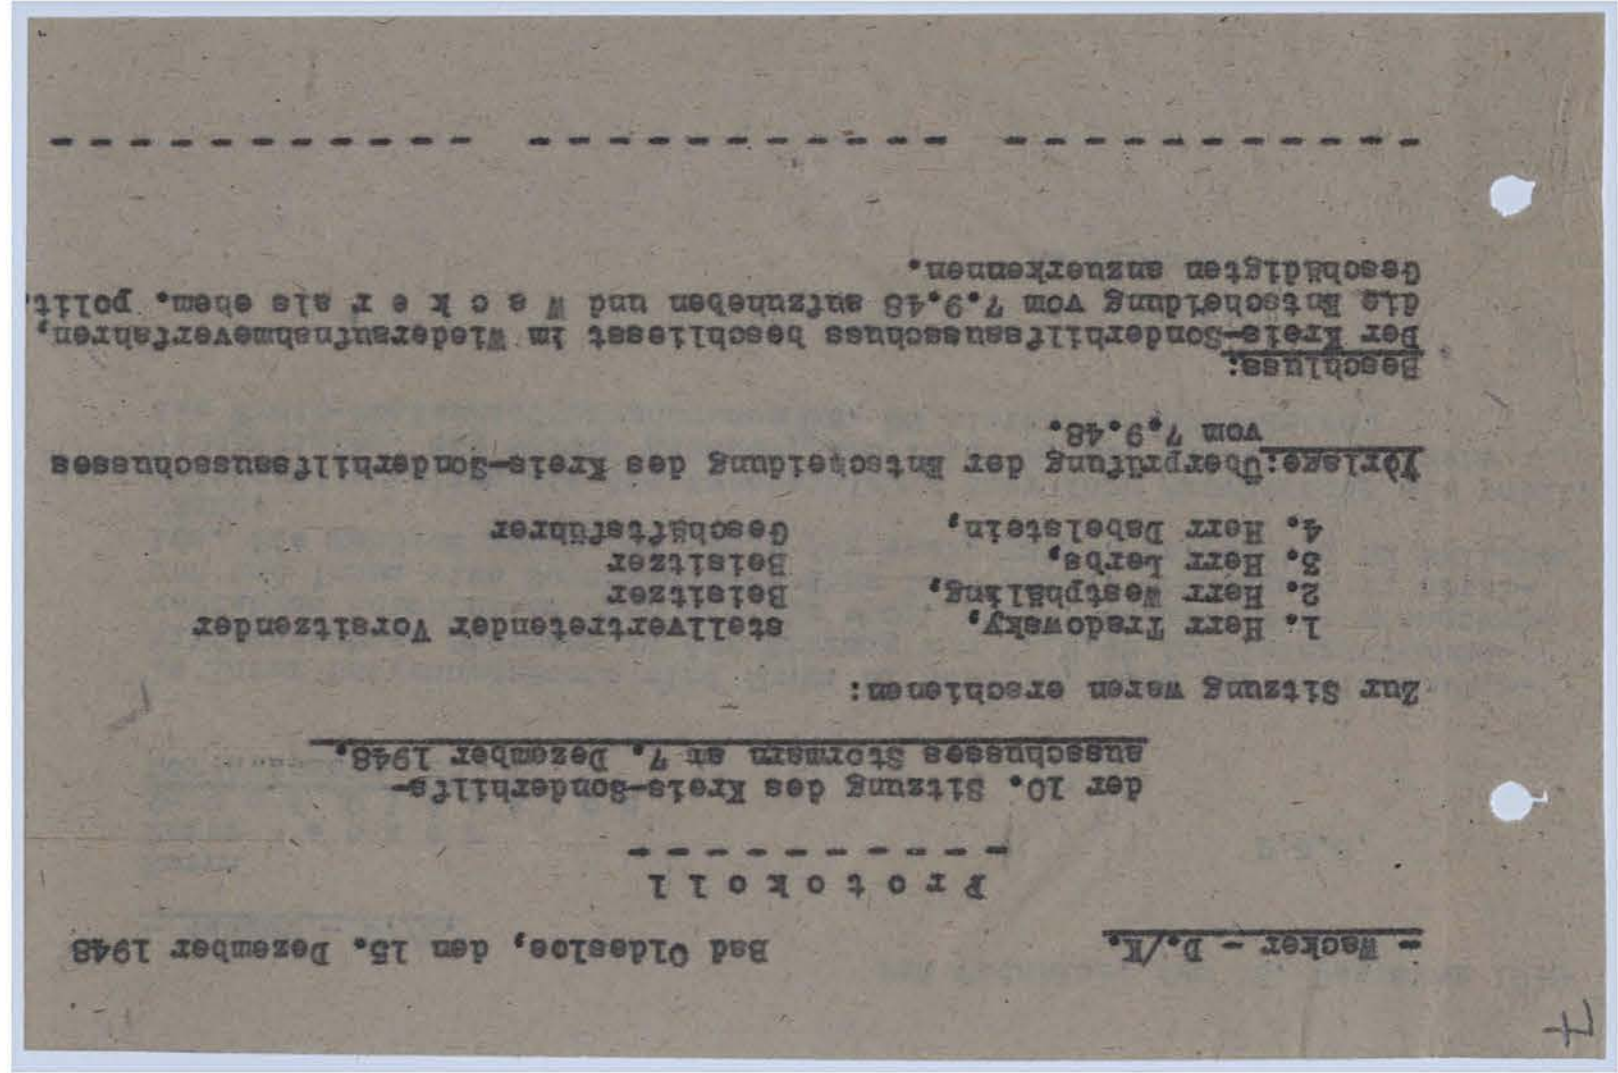 - Wacker - D./K.
Bad Oldesloe, den 15. Dezember 1948
P r o t o k o l l
- - - - - - - - - -
der 10. Sitzung des Kreis-Sonderhilfs-
ausschusses Stormarn am 7. Dezember 1948.
Zur Sitzung waren erschienen:
1. Herr Tradowsky, stellvertretender Vorsitzender
2. Herr Westphäling, Beisitzer
3. Herr Lerbs, Beisitzer
4. Herr Dabelstein, Geschäftsführer
Vorlage: Überprüfung der Entscheidung des Kreis-Sonderhilfsausschusses
vom 7.9.48.
Beschluss:
Der Kreis-Sonderhilfsausschuss beschliesst im Wiederaufnahmeverfahren,
die Entscheidung vom 7.9.48 aufzuheben und W a c k e r als ehem. polit.
Geschädigten anzuerkennen.
- - - - - - - - - - - - - - - - - - - - - - - - - - - - - - - - -